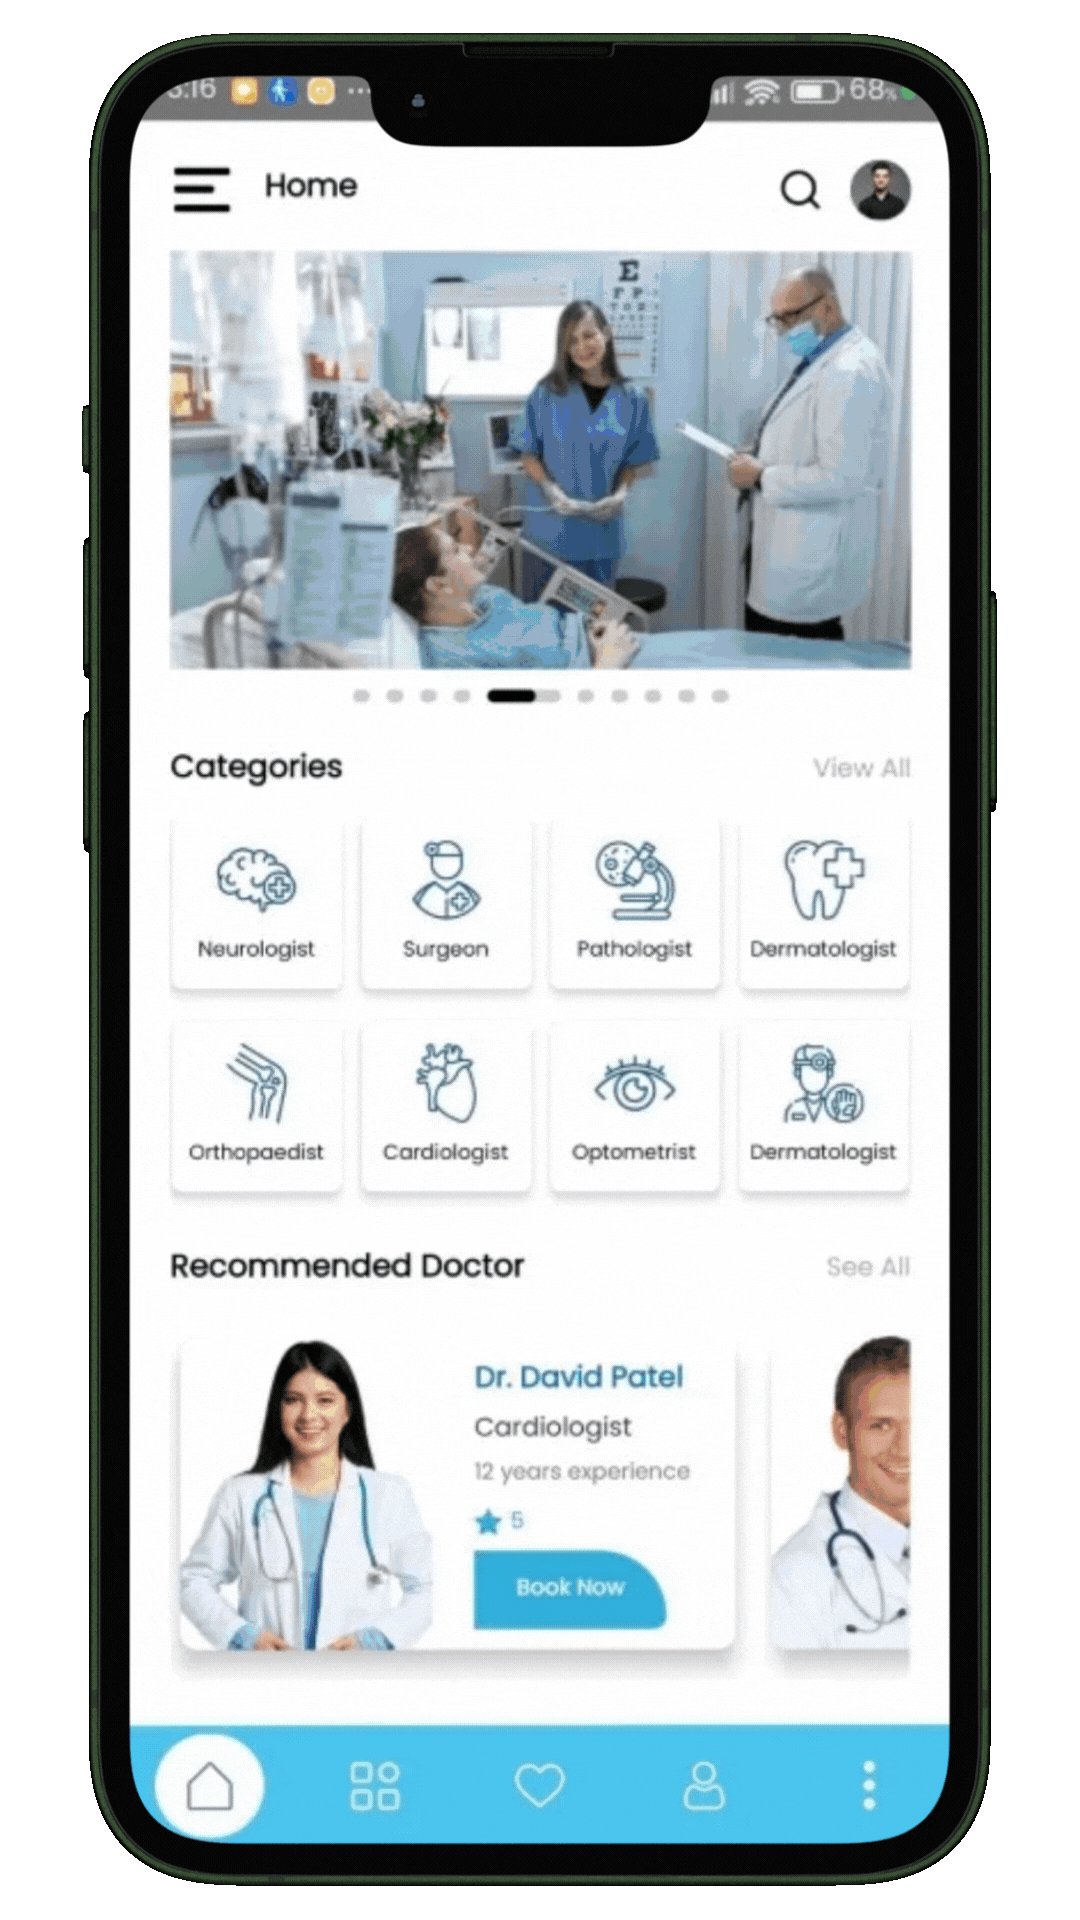 :16
68%
Home
E
F P
Categories
View All
Neurologist
Surgeon
Pathologist
Dermatologist
Orthopaedist
Cardiologist
Optometrist
Dermatologist
Recommended Doctor
See All
Dr. David Patel
Cardiologist
12 years experience
5
Book Now